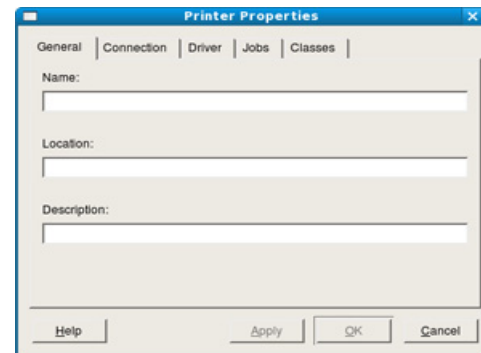 Printer Properties
General Connection Driver Jobs Classes
Name:
Location:
Description:
Help Apply OK Cancel